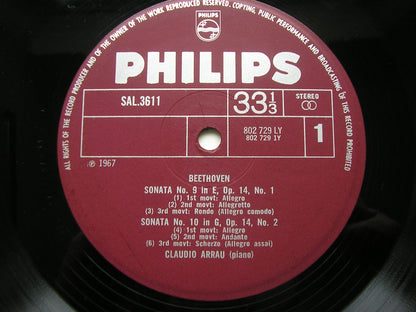 ALL RIGHTS OF THE RECORD PRODUCER AND OF THE OWNER OF THE WORK REPRODUCED RESERVED. COPYING, PUBLIC PERFORMANCE AND BROADCASTING OF THIS RECORD PROHIBITED
PHILIPS
PHILIPS
SAL.3611
33 1/3
STEREO
802 729 LY
802 729 1Y
1
℗ 1967
BEETHOVEN
SONATA No. 9 in E, Op. 14, No. 1
(1) 1st movt: Allegro
(2) 2nd movt: Allegretto
(3) 3rd movt: Rondo (Allegro comodo)
SONATA No. 10 in G, Op. 14, No. 2
(4) 1st movt: Allegro
(5) 2nd movt: Andante
(6) 3rd movt: Scherzo (Allegro assai)
CLAUDIO ARRAU (piano)